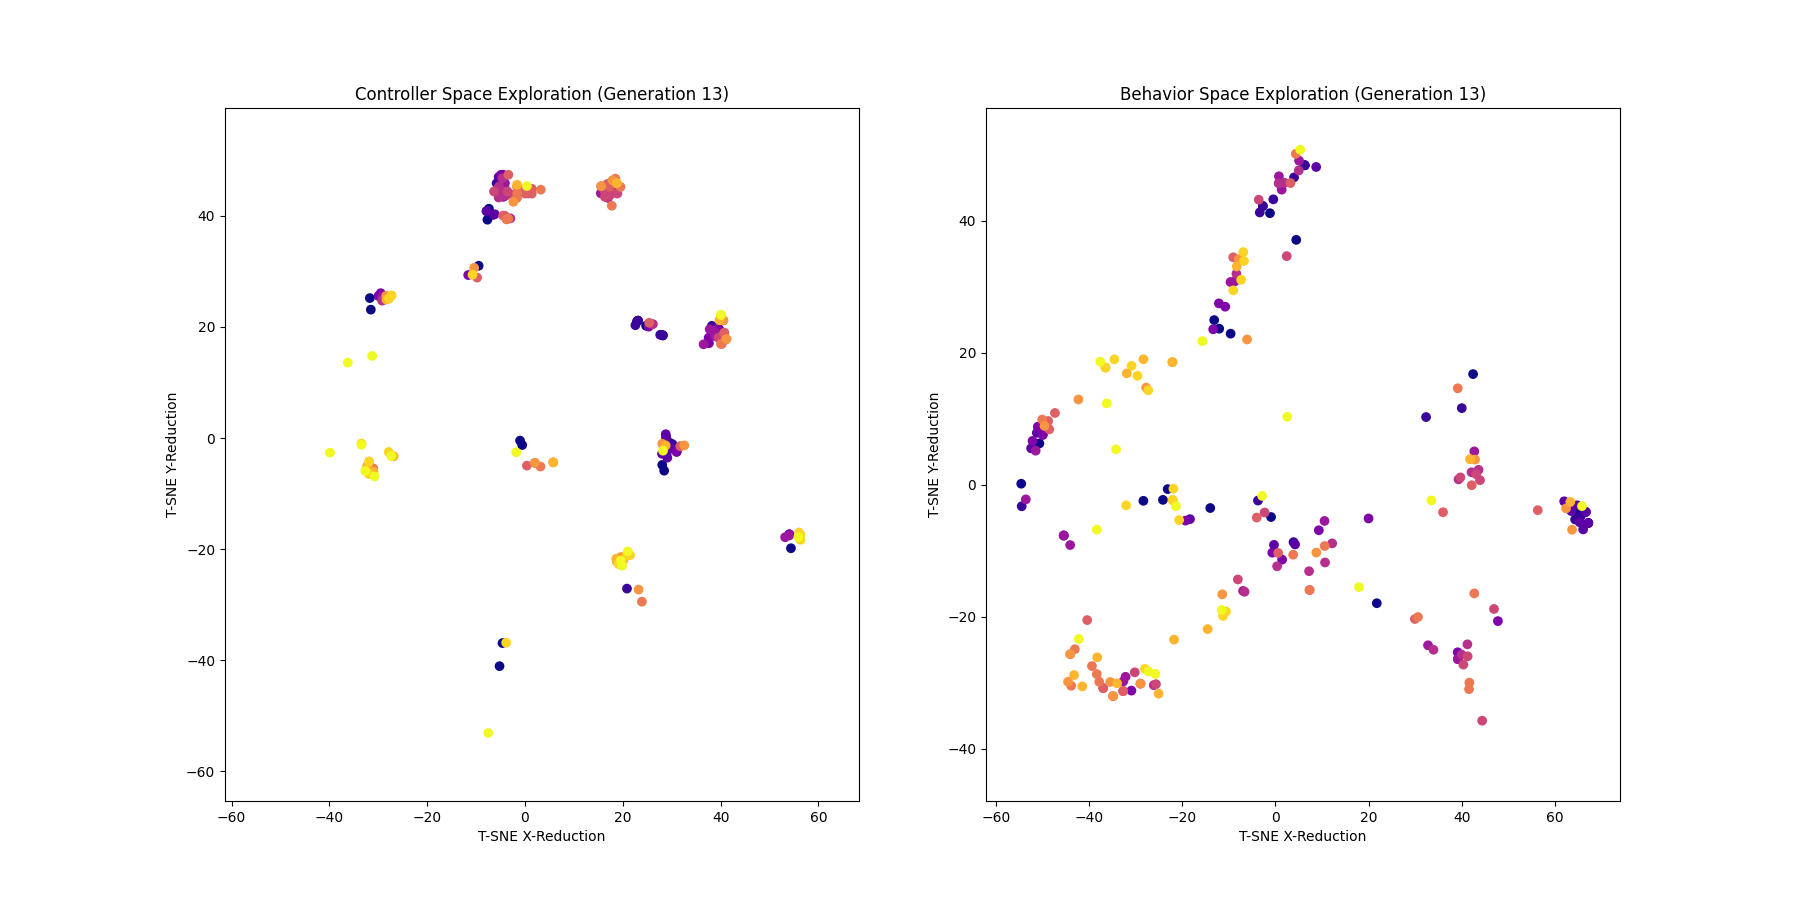 Controller Space Exploration (Generation 13)
T-SNE Y-Reduction
40
20
0
−20
−40
−60
−60 −40 −20 0 20 40 60
T-SNE X-Reduction
Behavior Space Exploration (Generation 13)
T-SNE Y-Reduction
40
20
0
−20
−40
−60 −40 −20 0 20 40 60
T-SNE X-Reduction